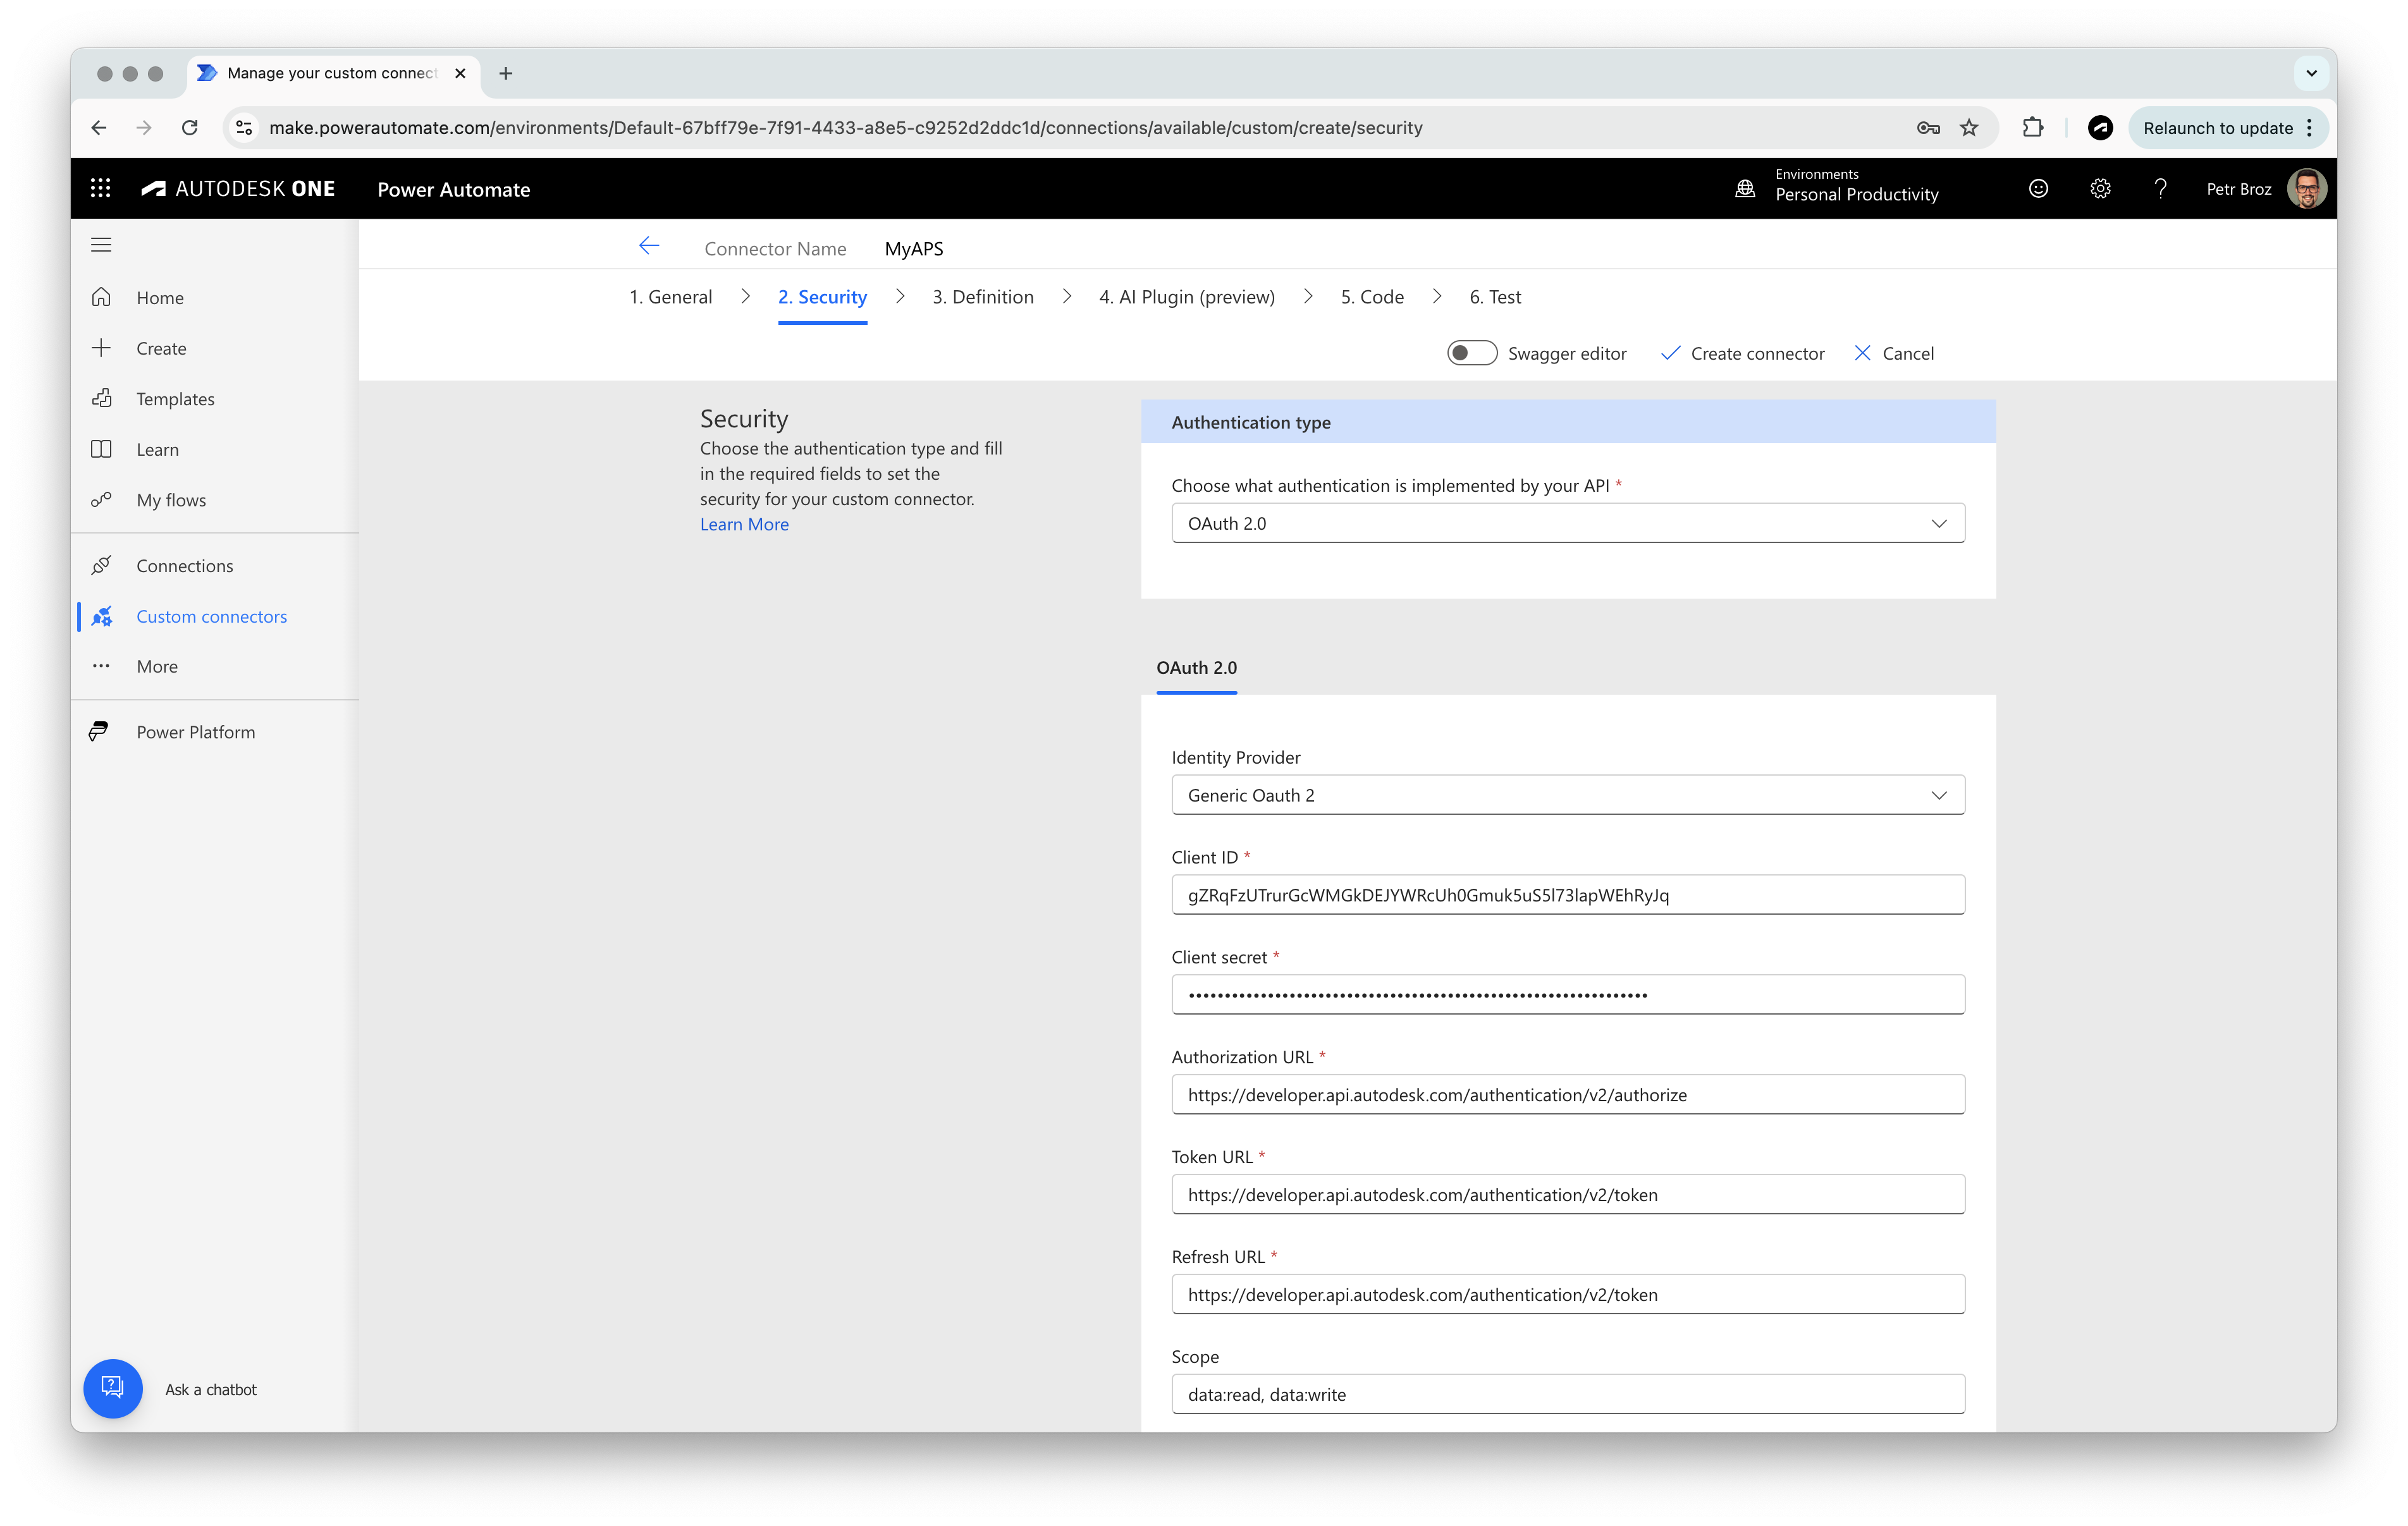 Manage your custom connect
make.powerautomate.com/environments/Default-67bff79e-7f91-4433-a8e5-c9252d2ddc1d/connections/available/custom/create/security
Relaunch to update
AUTODESK ONE
Power Automate
Environments
Personal Productivity
Petr Broz
Home
Create
Templates
Learn
My flows
Connections
Custom connectors
More
Power Platform
Ask a chatbot
Connector Name
MyAPS
1. General
2. Security
3. Definition
4. AI Plugin (preview)
5. Code
6. Test
Swagger editor
Create connector
Cancel
Security
Choose the authentication type and fill
in the required fields to set the
security for your custom connector.
Learn More
Authentication type
Choose what authentication is implemented by your API *
OAuth 2.0
OAuth 2.0
Identity Provider
Generic Oauth 2
Client ID *
gZRqFzUTrurGcWMGkDEJYWRcUh0Gmuk5uS5l73lapWEhRyJq
Client secret *
••••••••••••••••••••••••••••••••••••••••••••••••••••••••••••••••
Authorization URL *
https://developer.api.autodesk.com/authentication/v2/authorize
Token URL *
https://developer.api.autodesk.com/authentication/v2/token
Refresh URL *
https://developer.api.autodesk.com/authentication/v2/token
Scope
data:read, data:write